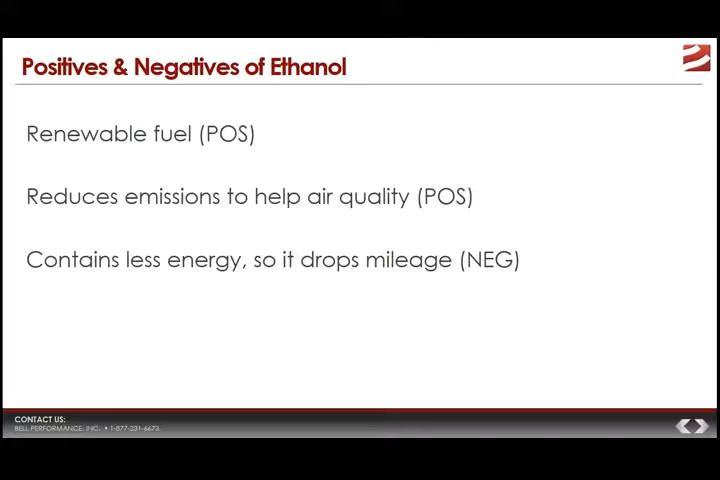 Positives & Negatives of Ethanol
Renewable fuel (POS)
Reduces emissions to help air quality (POS)
Contains less energy, so it drops mileage (NEG)
CONTACT US:
BELL PERFORMANCE, INC. • 1-877-231-6673